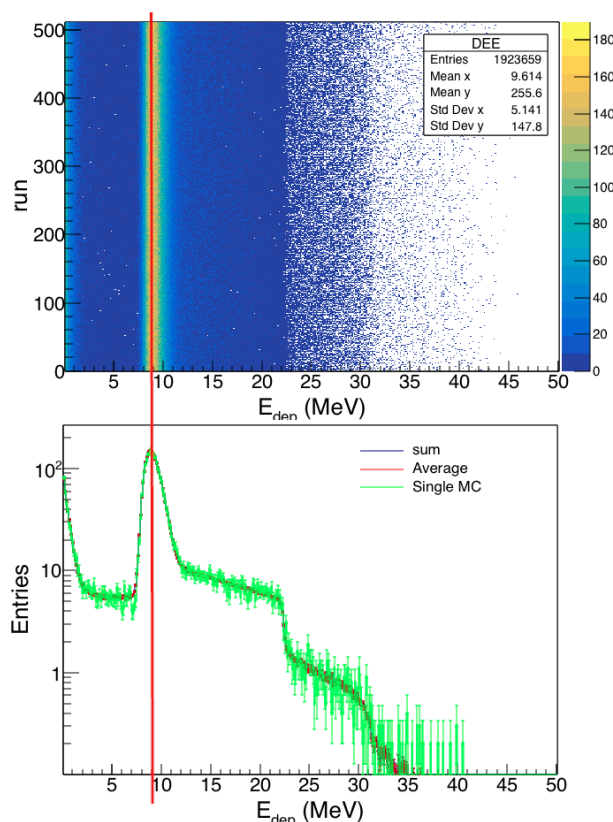 500
400
300
200
100
0
run
5 10 15 20 25 30 35 40 45 50
E_dep (MeV)
DEE
Entries 1923659
Mean x 9.614
Mean y 255.6
Std Dev x 5.141
Std Dev y 147.8
180
160
140
120
100
80
60
40
20
0
10²
10
1
Entries
sum
Average
Single MC
0 5 10 15 20 25 30 35 40 45 50
E_dep (MeV)